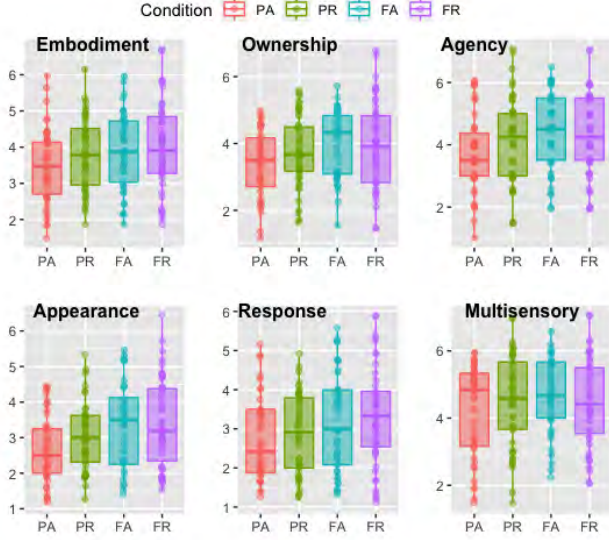 Condition PA PR FA FR
Embodiment Ownership Agency
6 5 4 3 2
6 4 2
6 4 2
PA PR FA FR PA PR FA FR PA PR FA FR
Appearance Response Multisensory
6 5 4 3 2 1
6 5 4 3 2 1
6 4 2
PA PR FA FR PA PR FA FR PA PR FA FR